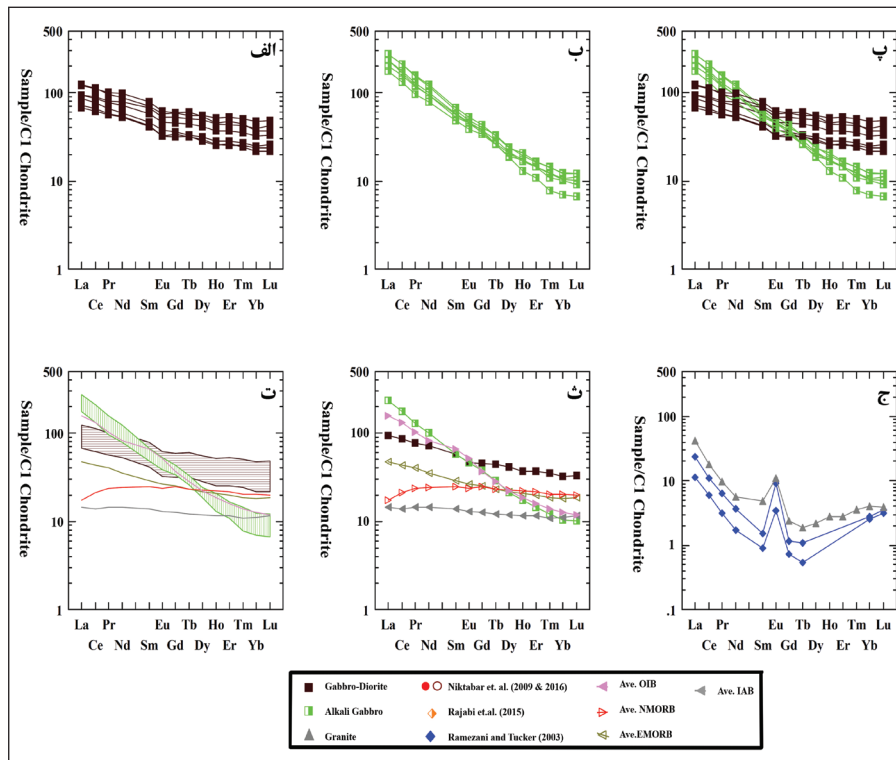 الف
500
100
10
1
Sample/C1 Chondrite
La Pr Nd Sm Eu Gd Tb Dy Ho Er Tm Yb Lu
Ce
ب
500
100
10
1
Sample/C1 Chondrite
La Pr Eu Tb Ho Tm Lu
Ce Nd Sm Gd Dy Er Yb
پ
500
100
10
1
Sample/C1 Chondrite
La Pr Eu Tb Ho Tm Lu
Ce Nd Sm Gd Dy Er Yb
ت
500
100
10
1
Sample/C1 Chondrite
La Pr Eu Tb Ho Tm Lu
Ce Nd Sm Gd Dy Er Yb
ث
500
100
10
1
Sample/C1 Chondrite
La Pr Eu Tb Ho Tm Lu
Ce Nd Sm Gd Dy Er Yb
ج
500
100
10
1
.1
Sample/C1 Chondrite
La Pr Eu Tb Ho Tm Lu
Ce Nd Sm Gd Dy Er Yb
Gabbro-Diorite
Alkali Gabbro
Granite
Niktabar et. al. (2009 & 2016)
Rajabi et.al. (2015)
Ramezani and Tucker (2003)
Ave. OIB
Ave. NMORB
Ave.EMORB
Ave. IAB